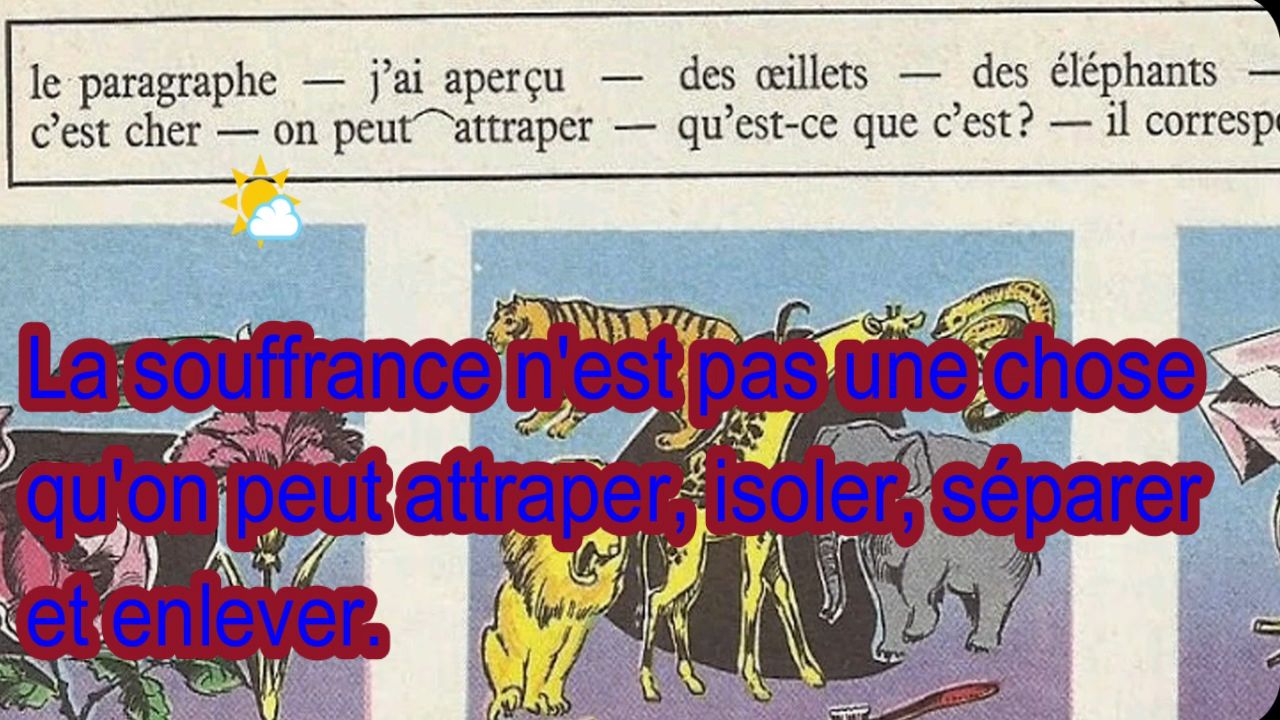 le paragraphe — j'ai aperçu — des œillets — des éléphants —
c'est cher — on peut attraper — qu'est-ce que c'est? — il
La souffrance n'est pas une chose
qu'on peut attraper, isoler, séparer
et enlever.